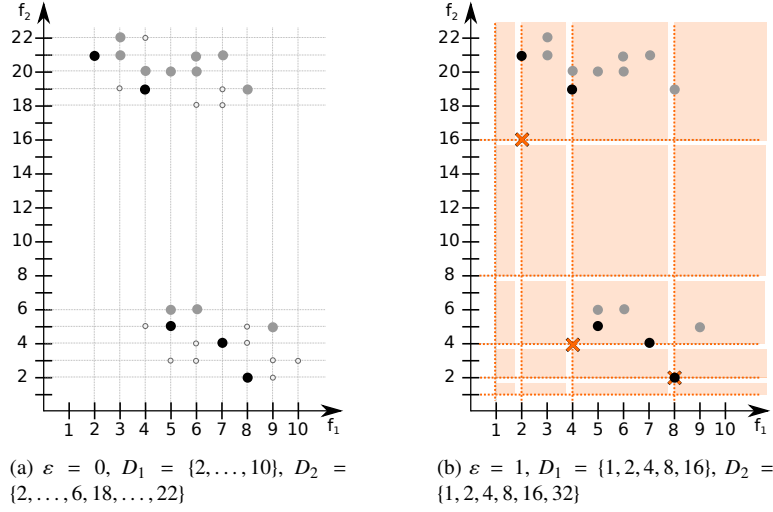 f₂
22
20
18
16
14
12
10
8
6
4
2
1 2 3 4 5 6 7 8 9 10 f₁
(a) ε = 0, D₁ = {2, . . . , 10}, D₂ =
{2, . . . , 6, 18, . . . , 22}
f₂
22
20
18
16
14
12
10
8
6
4
2
1 2 3 4 5 6 7 8 9 10 f₁
(b) ε = 1, D₁ = {1, 2, 4, 8, 16}, D₂ =
{1, 2, 4, 8, 16, 32}